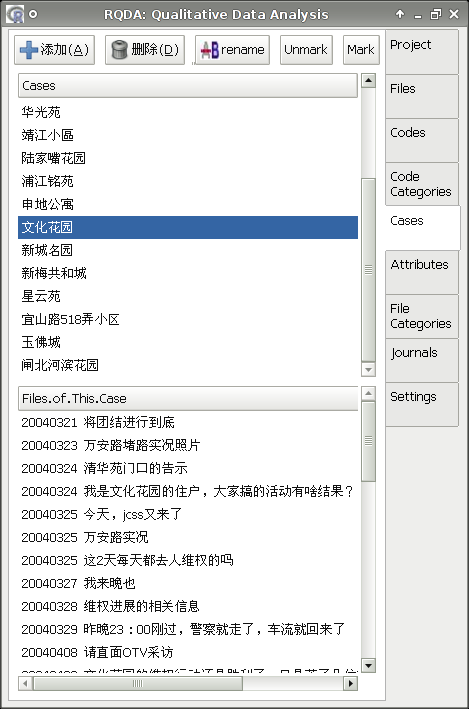 RQDA: Qualitative Data Analysis
添加(A) 删除(D) rename Unmark Mark
Cases
华光苑
靖江小區
陆家嘴花园
浦江铭苑
申地公寓
文化花园
新城名园
新梅共和城
星云苑
宜山路518弄小区
玉佛城
闸北河滨花园
Files.of.This.Case
20040321 将团结进行到底
20040323 万安路堵路实况照片
20040324 清华苑门口的告示
20040324 我是文化花园的住户，大家搞的活动有啥结果？
20040325 今天，jcss又来了
20040325 万安路实况
20040325 这2天每天都去人维权的吗
20040327 我来晚也
20040328 维权进展的相关信息
20040329 昨晚23：00刚过，警察就走了，车流就回来了
20040408 请直面OTV采访
Project
Files
Codes
Code
Categories
Cases
Attributes
File
Categories
Journals
Settings